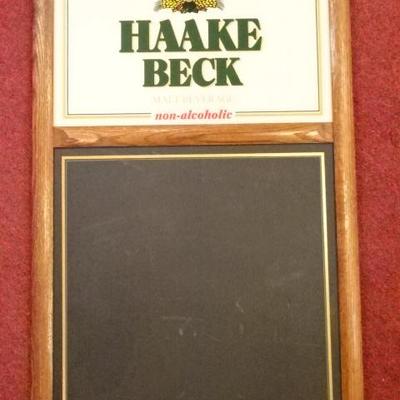 HAAKE
BECK
MALT BEVERAGE
non-alcoholic